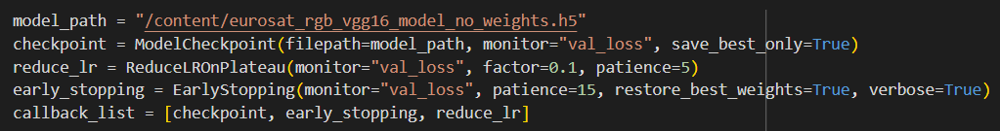 model_path = "/content/eurosat_rgb_vgg16_model_no_weights.h5"
checkpoint = ModelCheckpoint(filepath=model_path, monitor="val_loss", save_best_only=True)
reduce_lr = ReduceLROnPlateau(monitor="val_loss", factor=0.1, patience=5)
early_stopping = EarlyStopping(monitor="val_loss", patience=15, restore_best_weights=True, verbose=True)
callback_list = [checkpoint, early_stopping, reduce_lr]